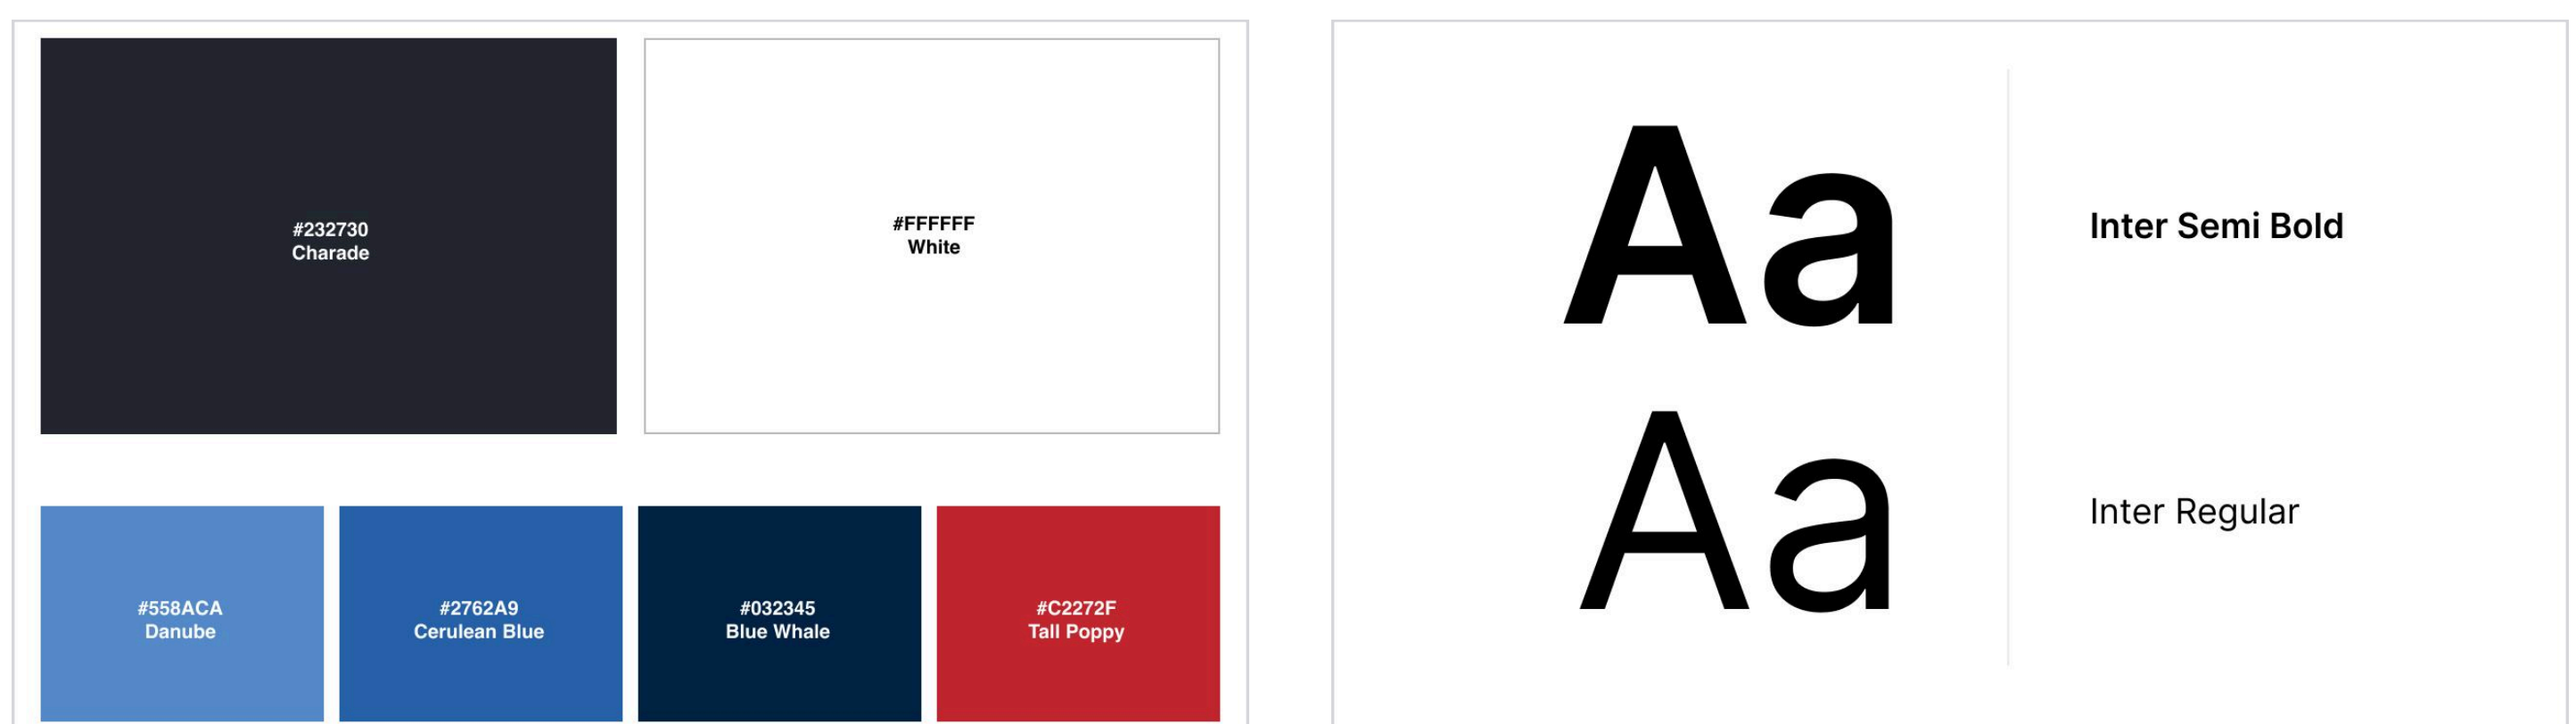 #232730
Charade
#FFFFFF
White
#558ACA
Danube
#2762A9
Cerulean Blue
#032345
Blue Whale
#C2272F
Tall Poppy
Aa
Inter Semi Bold
Aa
Inter Regular